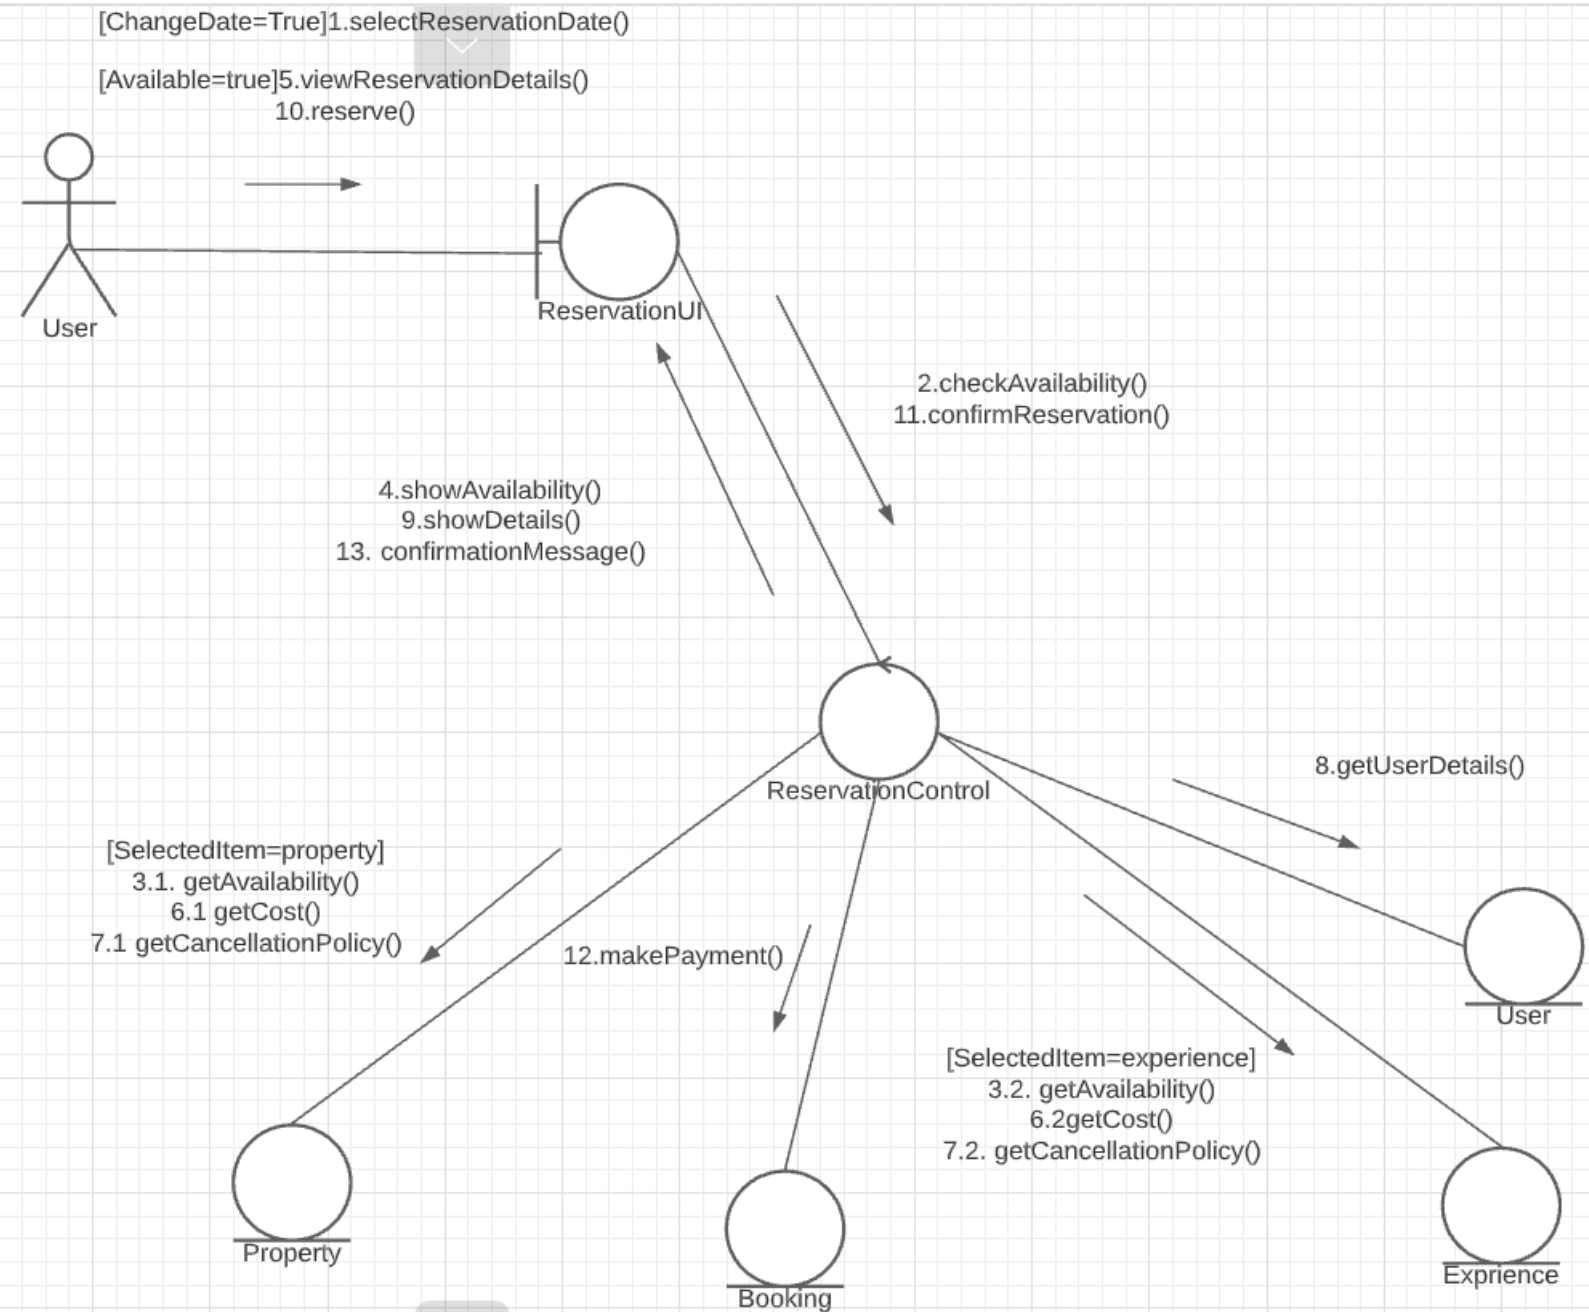 [ChangeDate=True]1.selectReservationDate()
[Available=true]5.viewReservationDetails()
10.reserve()
User
ReservationUI
2.checkAvailability()
11.confirmReservation()
4.showAvailability()
9.showDetails()
13. confirmationMessage()
ReservationControl
8.getUserDetails()
[SelectedItem=property]
3.1. getAvailability()
6.1 getCost()
7.1 getCancellationPolicy()
12.makePayment()
User
[SelectedItem=experience]
3.2. getAvailability()
6.2getCost()
7.2. getCancellationPolicy()
Property
Booking
Exprience